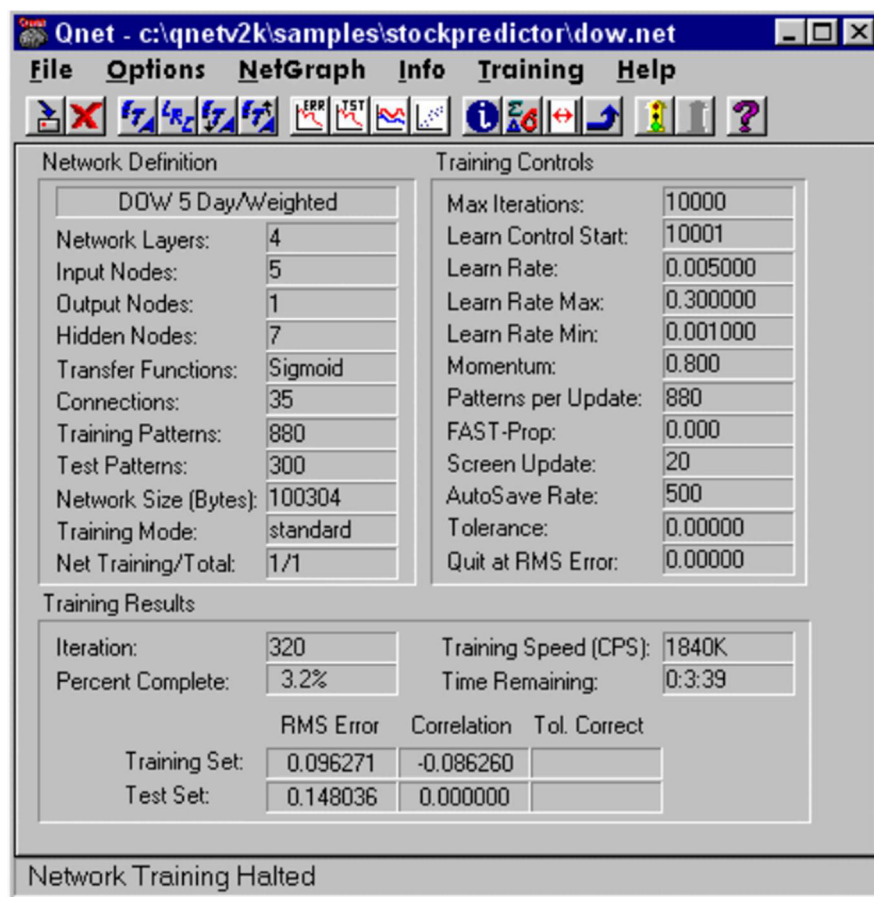 Qnet - c:\qnetv2k\samples\stockpredictor\dow.net
File Options NetGraph Info Training Help
ERR TST
Network Definition
DOW 5 Day/Weighted
Network Layers: 4
Input Nodes: 5
Output Nodes: 1
Hidden Nodes: 7
Transfer Functions: Sigmoid
Connections: 35
Training Patterns: 880
Test Patterns: 300
Network Size (Bytes): 100304
Training Mode: standard
Net Training/Total: 1/1
Training Controls
Max Iterations: 10000
Learn Control Start: 10001
Learn Rate: 0.005000
Learn Rate Max: 0.300000
Learn Rate Min: 0.001000
Momentum: 0.800
Patterns per Update: 880
FAST-Prop: 0.000
Screen Update: 20
AutoSave Rate: 500
Tolerance: 0.00000
Quit at RMS Error: 0.00000
Training Results
Iteration: 320 Training Speed (CPS): 1840K
Percent Complete: 3.2% Time Remaining: 0:3:39
RMS Error Correlation Tol. Correct
Training Set: 0.096271 -0.086260
Test Set: 0.148036 0.000000
Network Training Halted